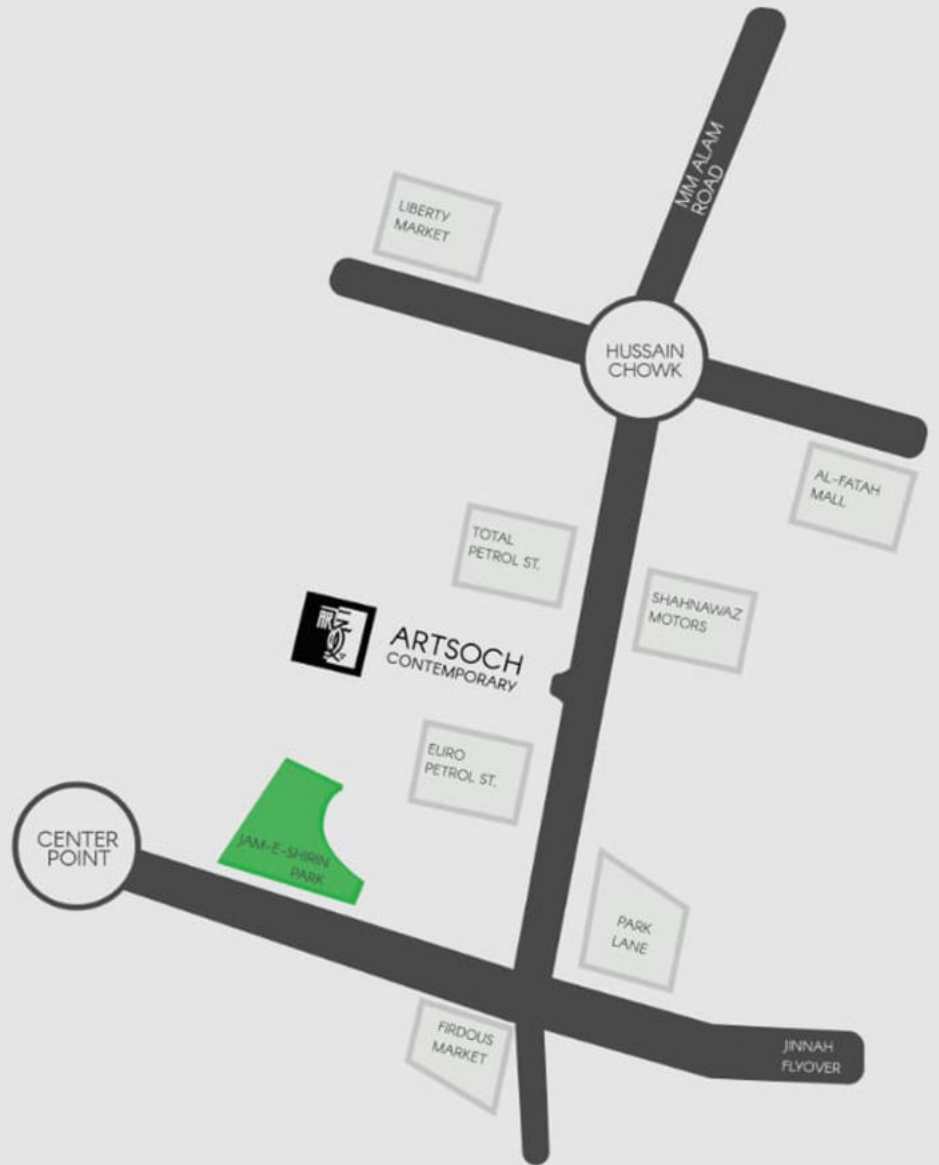 MM ALAM
ROAD
LIBERTY
MARKET
HUSSAIN
CHOWK
AL-FATAH
MALL
TOTAL
PETROL ST.
SHAHNAWAZ
MOTORS
ARTSOCH
CONTEMPORARY
EURO
PETROL ST.
CENTER
POINT
JAM-E-SHIRIN
PARK
PARK
LANE
FIRDOUS
MARKET
JINNAH
FLYOVER